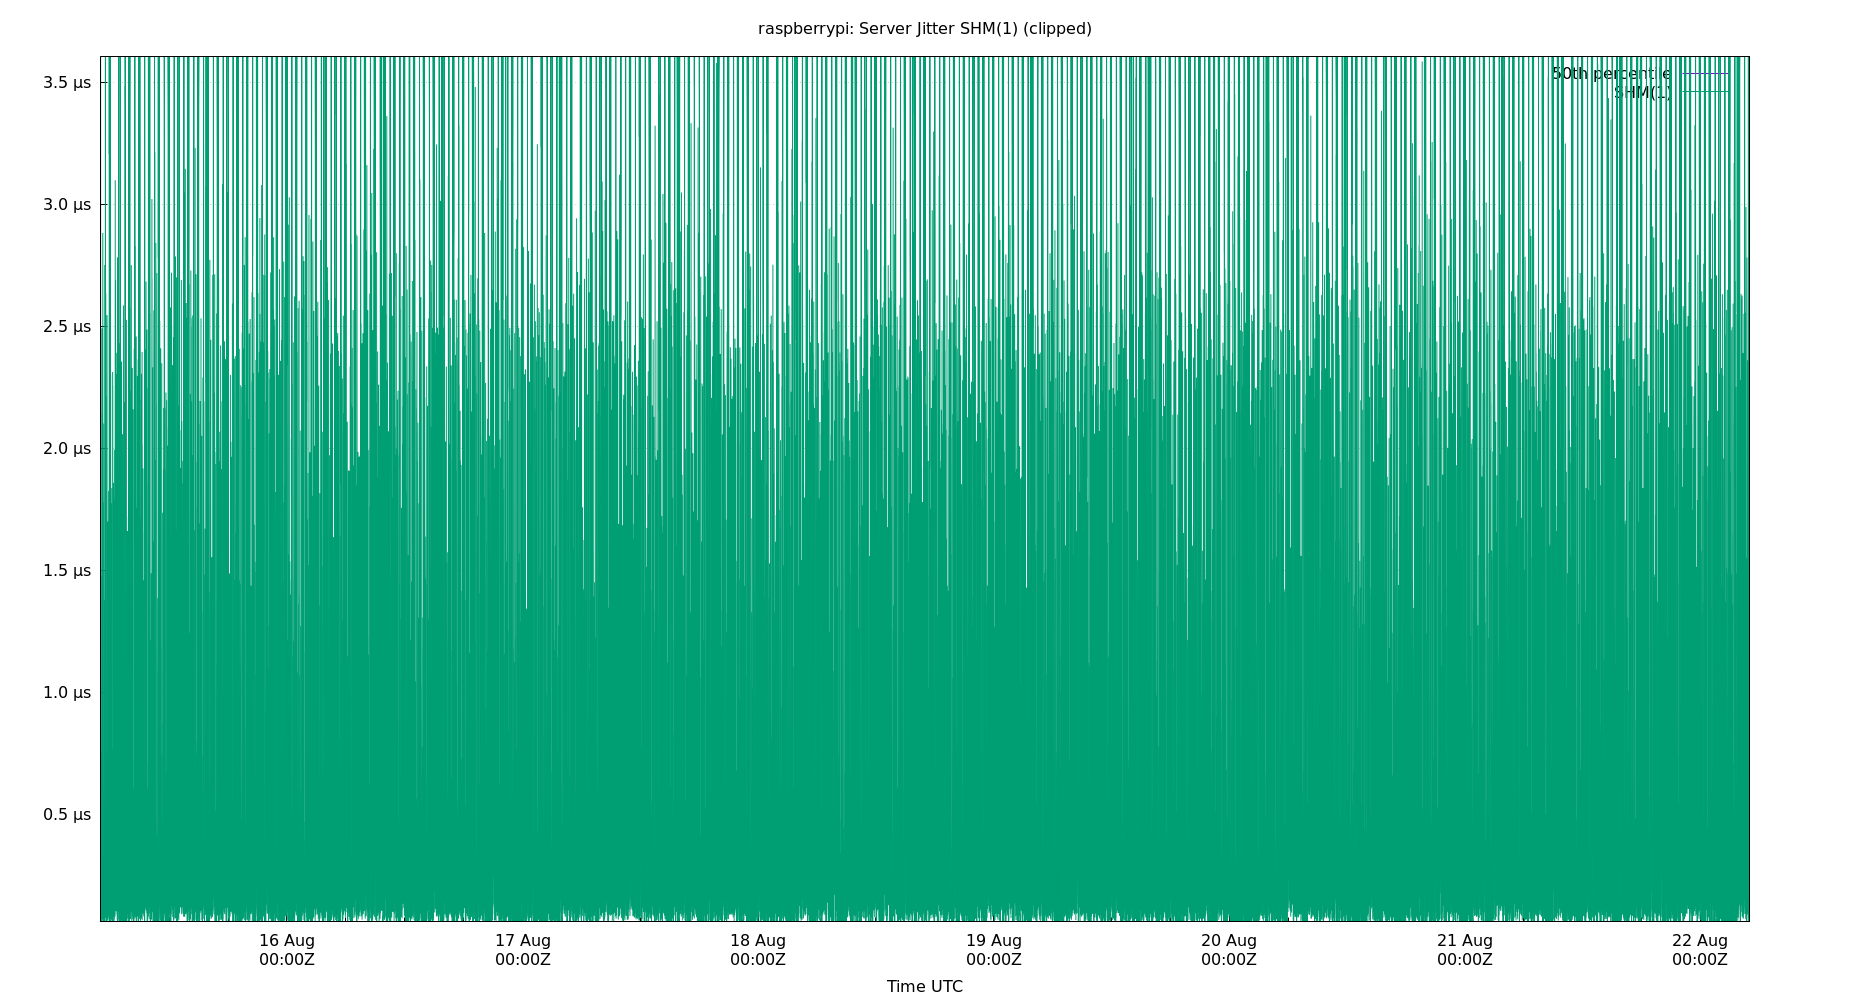 raspberrypi: Server Jitter SHM(1) (clipped)
50th percentile
SHM(1)
3.5 µs
3.0 µs
2.5 µs
2.0 µs
1.5 µs
1.0 µs
0.5 µs
16 Aug 17 Aug 18 Aug 19 Aug 20 Aug 21 Aug 22 Aug
00:00Z 00:00Z 00:00Z 00:00Z 00:00Z 00:00Z 00:00Z
Time UTC